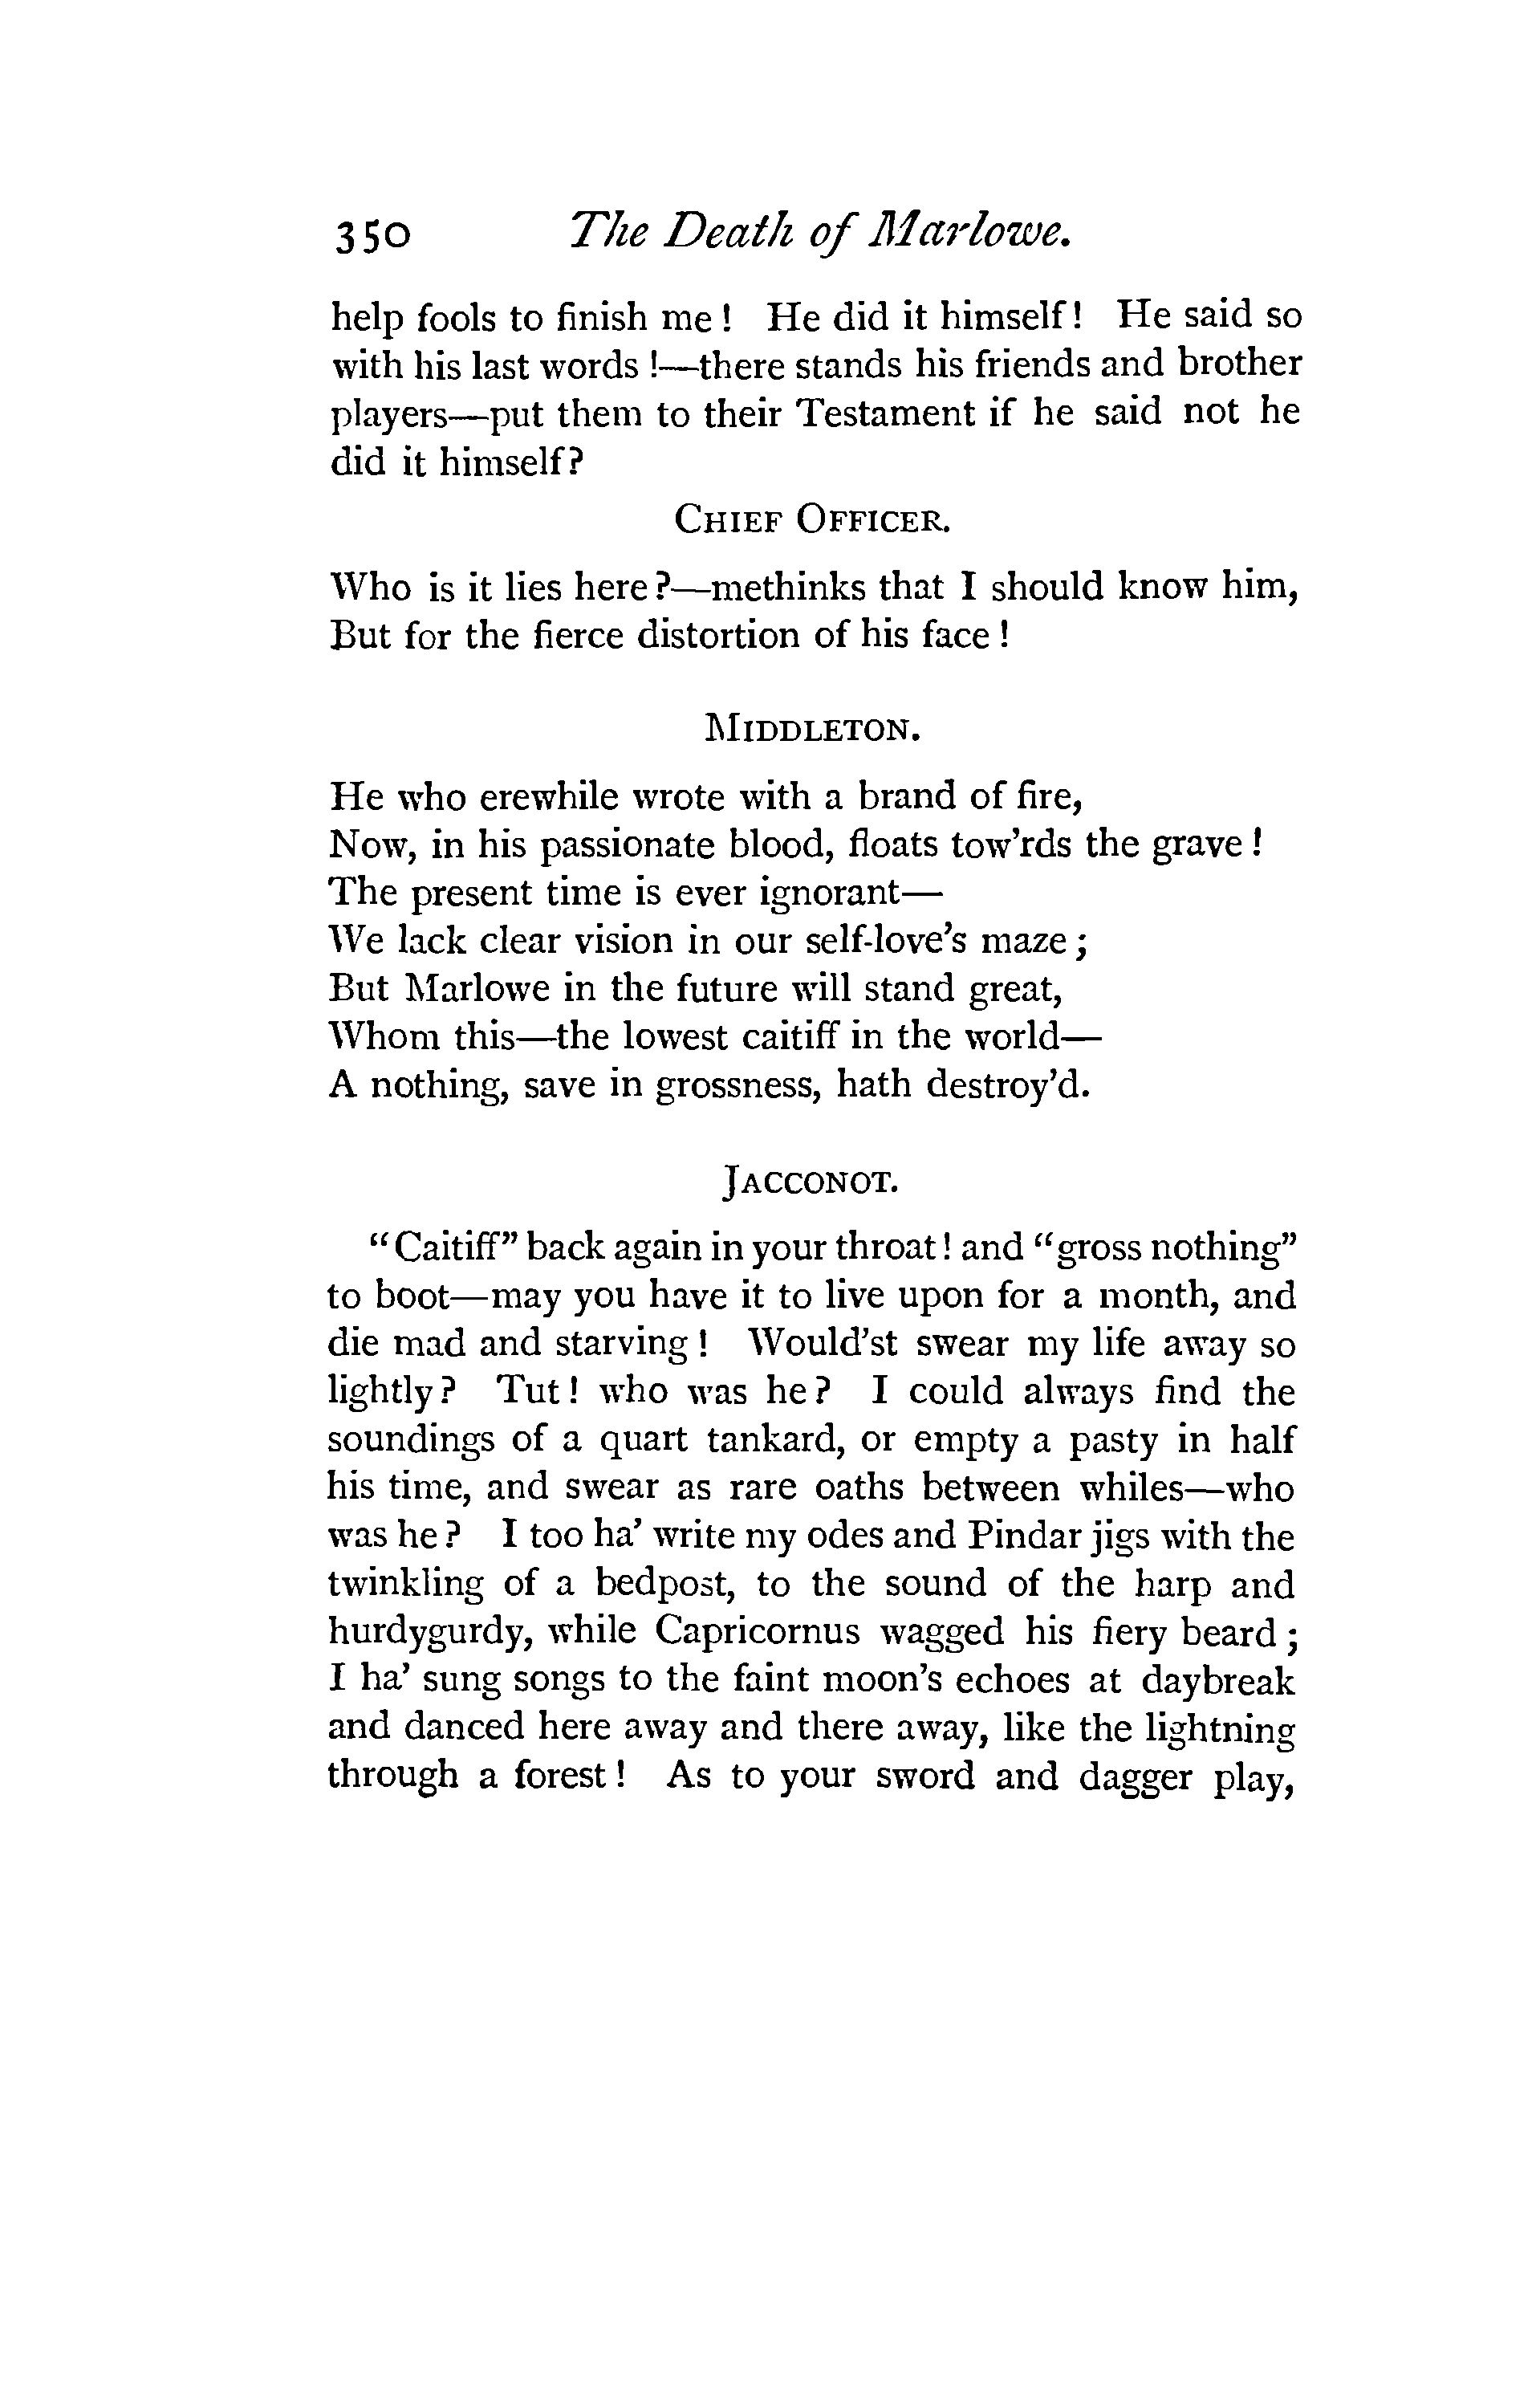 350 The Death of Marlowe.
help fools to finish me! He did it himself! He said so
with his last words!—there stands his friends and brother
players—put them to their Testament if he said not he
did it himself?
CHIEF OFFICER.
Who is it lies here?—methinks that I should know him,
But for the fierce distortion of his face!
MIDDLETON.
He who erewhile wrote with a brand of fire,
Now, in his passionate blood, floats tow'rds the grave!
The present time is ever ignorant—
We lack clear vision in our self-love's maze;
But Marlowe in the future will stand great,
Whom this—the lowest caitiff in the world—
A nothing, save in grossness, hath destroy'd.
JACCONOT.
"Caitiff" back again in your throat! and "gross nothing"
to boot—may you have it to live upon for a month, and
die mad and starving! Would'st swear my life away so
lightly? Tut! who was he? I could always find the
soundings of a quart tankard, or empty a pasty in half
his time, and swear as rare oaths between whiles—who
was he? I too ha' write my odes and Pindar jigs with the
twinkling of a bedpost, to the sound of the harp and
hurdygurdy, while Capricornus wagged his fiery beard;
I ha' sung songs to the faint moon's echoes at daybreak
and danced here away and there away, like the lightning
through a forest! As to your sword and dagger play,